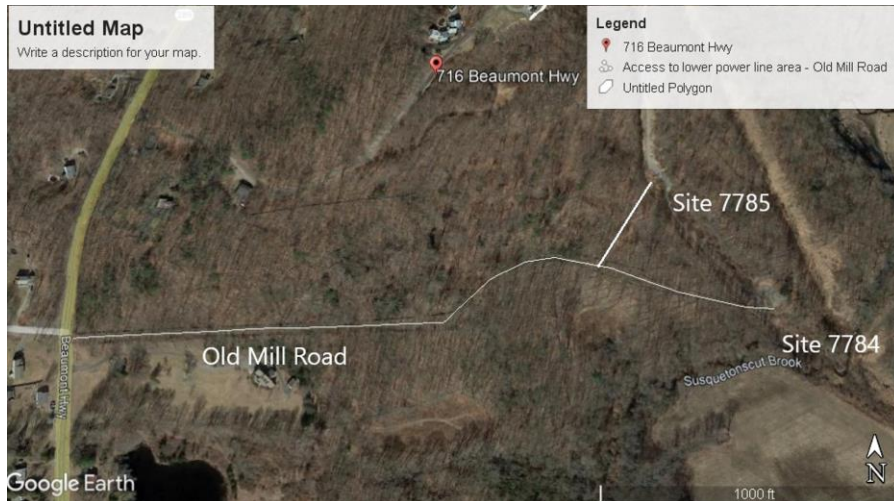 Untitled Map
Write a description for your map.
Legend
716 Beaumont Hwy
Access to lower power line area - Old Mill Road
Untitled Polygon
716 Beaumont Hwy
Site 7785
Old Mill Road
Site 7784
Susquetonscut Brook
Beaumont Hwy
Google Earth
1000 ft
N